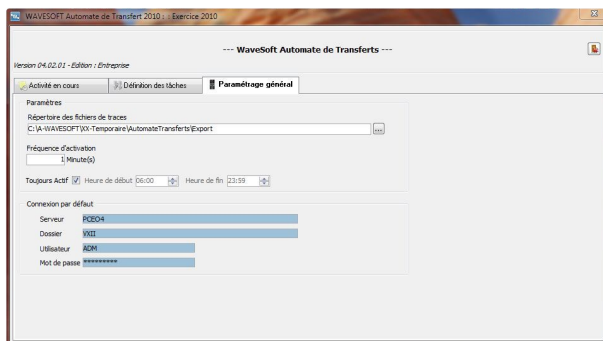 WAVESOFT Automate de Transfert 2010 : : Exercice 2010
--- WaveSoft Automate de Transferts ---
Version 04.02.01 - Edition : Entreprise
Activité en cours
Définition des tâches
Paramétrage général
Paramètres
Répertoire des fichiers de traces
C:\A-WAVESOFT\XX-Temporaire\AutomateTransferts\Export
...
Fréquence d'activation
1 Minute(s)
Toujours Actif Heure de début 06:00 Heure de fin 23:59
Connexion par défaut
Serveur PCEO4
Dossier VXII
Utilisateur ADM
Mot de passe *********